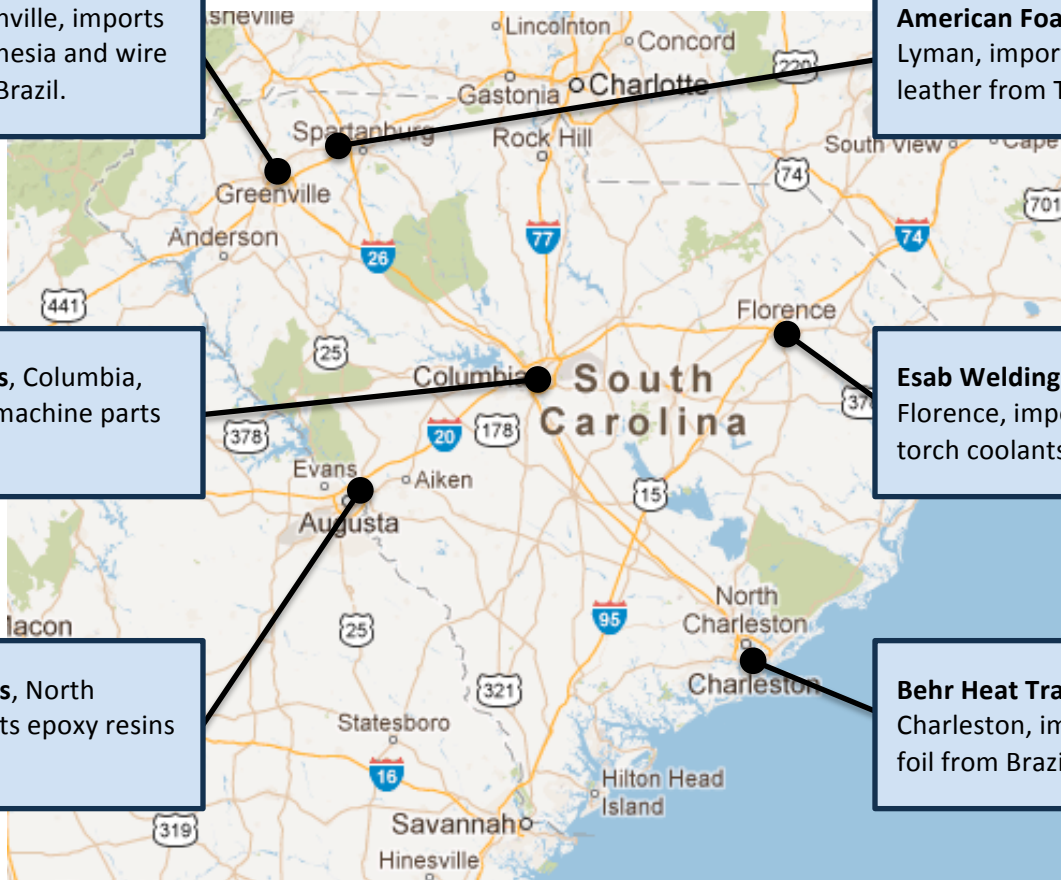 nville, imports
nesia and wire
Brazil.
American Foa
Lyman, impor
leather from T
sheville
Lincolnton
Concord
220
Gastonia
Charlotte
Spartanburg
Rock Hill
South View
Cape
74
Greenville
701
Anderson
26
77
74
441
Florence
25
s, Columbia,
machine parts
Columbia
South
Carolina
Esab Welding
Florence, impo
torch coolants
378
20
178
Evans
Aiken
15
Augusta
North
Charleston
acon
25
95
s, North
ts epoxy resins
321
Charleston
Behr Heat Tra
Charleston, im
foil from Brazi
Statesboro
16
Hilton Head
Island
319
Savannah
Hinesville